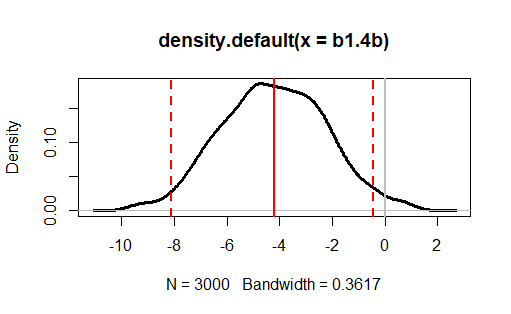 density.default(x = b1.4b)
Density
0.00 0.10
-10 -8 -6 -4 -2 0 2
N = 3000 Bandwidth = 0.3617